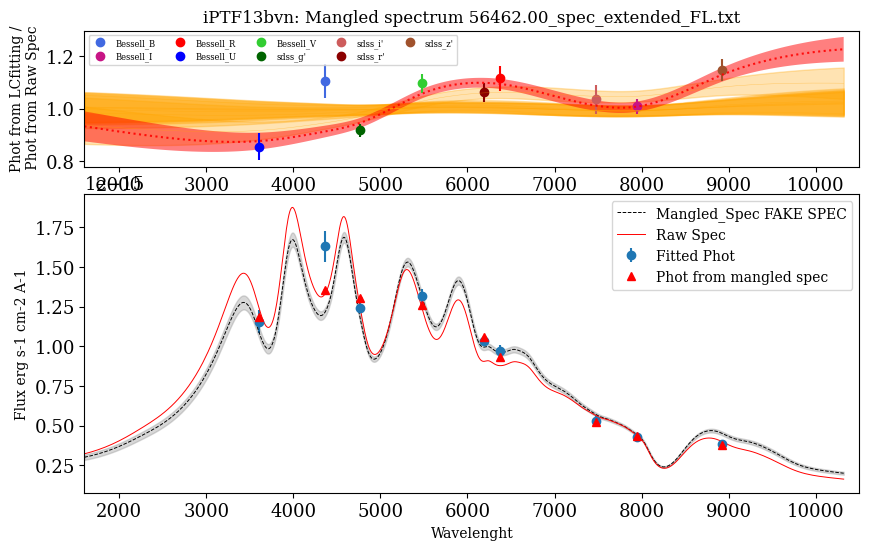 iPTF13bvn: Mangled spectrum 56462.00_spec_extended_FL.txt
Phot from LCfitting /
Phot from Raw Spec
1.2
1.0
0.8
Bessell_B
Bessell_I
Bessell_R
Bessell_U
Bessell_V
sdss_g'
sdss_i'
sdss_r'
sdss_z'
2000 3000 4000 5000 6000 7000 8000 9000 10000
1e−15
Flux erg s-1 cm-2 A-1
1.75
1.50
1.25
1.00
0.75
0.50
0.25
Mangled_Spec FAKE SPEC
Raw Spec
Fitted Phot
Phot from mangled spec
2000 3000 4000 5000 6000 7000 8000 9000 10000
Wavelenght